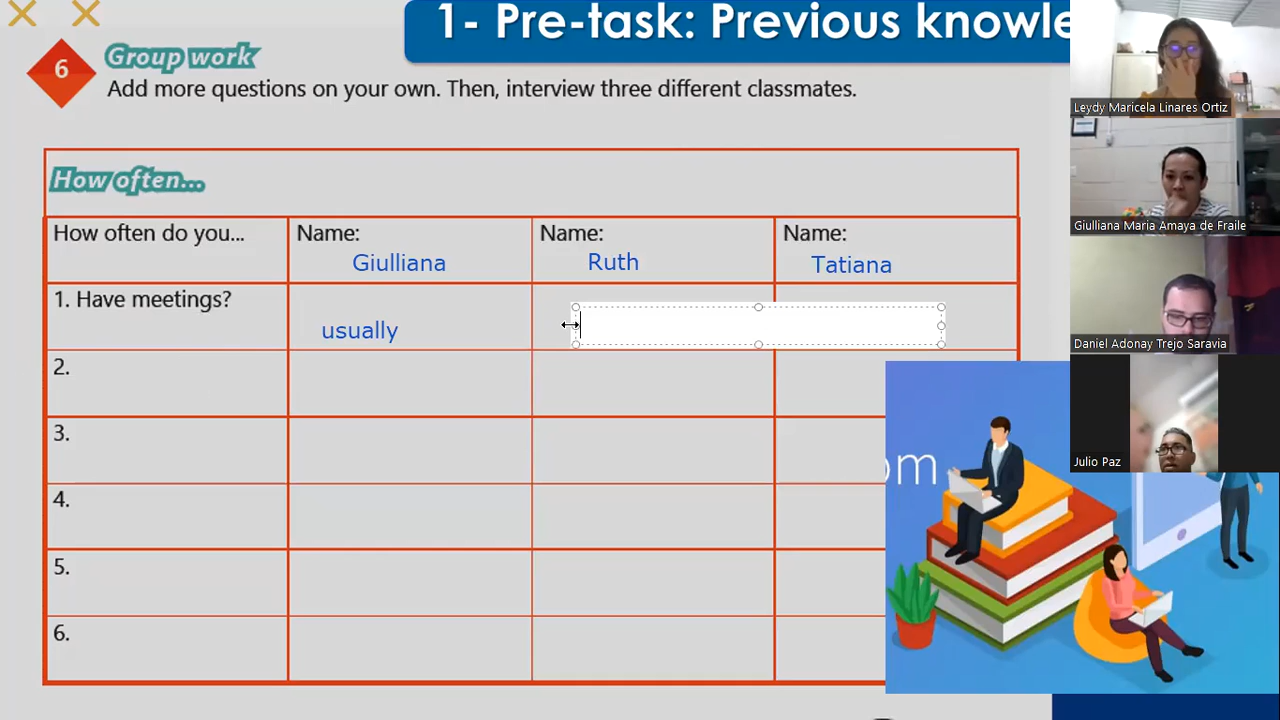 1- Pre-task: Previous knowle
6
Group work
Add more questions on your own. Then, interview three different classmates.
How often...
How often do you...
Name:
Giulliana
Name:
Ruth
Name:
Tatiana
1. Have meetings?
usually
2.
3.
4.
5.
6.
om
Leydy Maricela Linares Ortiz
Giulliana Maria Amaya de Fraile
Daniel Adonay Trejo Saravia
Julio Paz